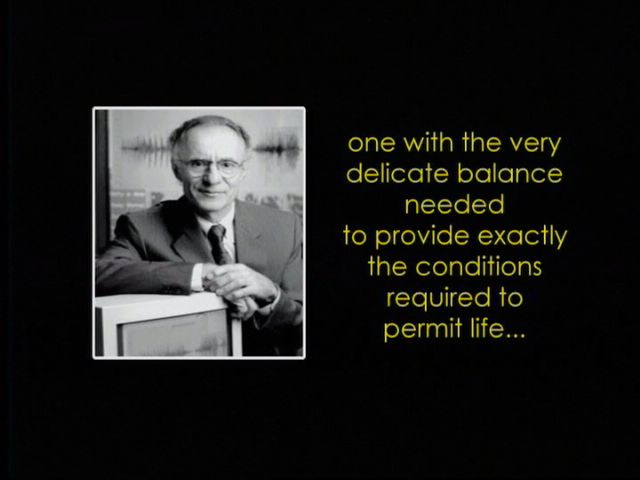 one with the very
delicate balance
needed
to provide exactly
the conditions
required to
permit life...